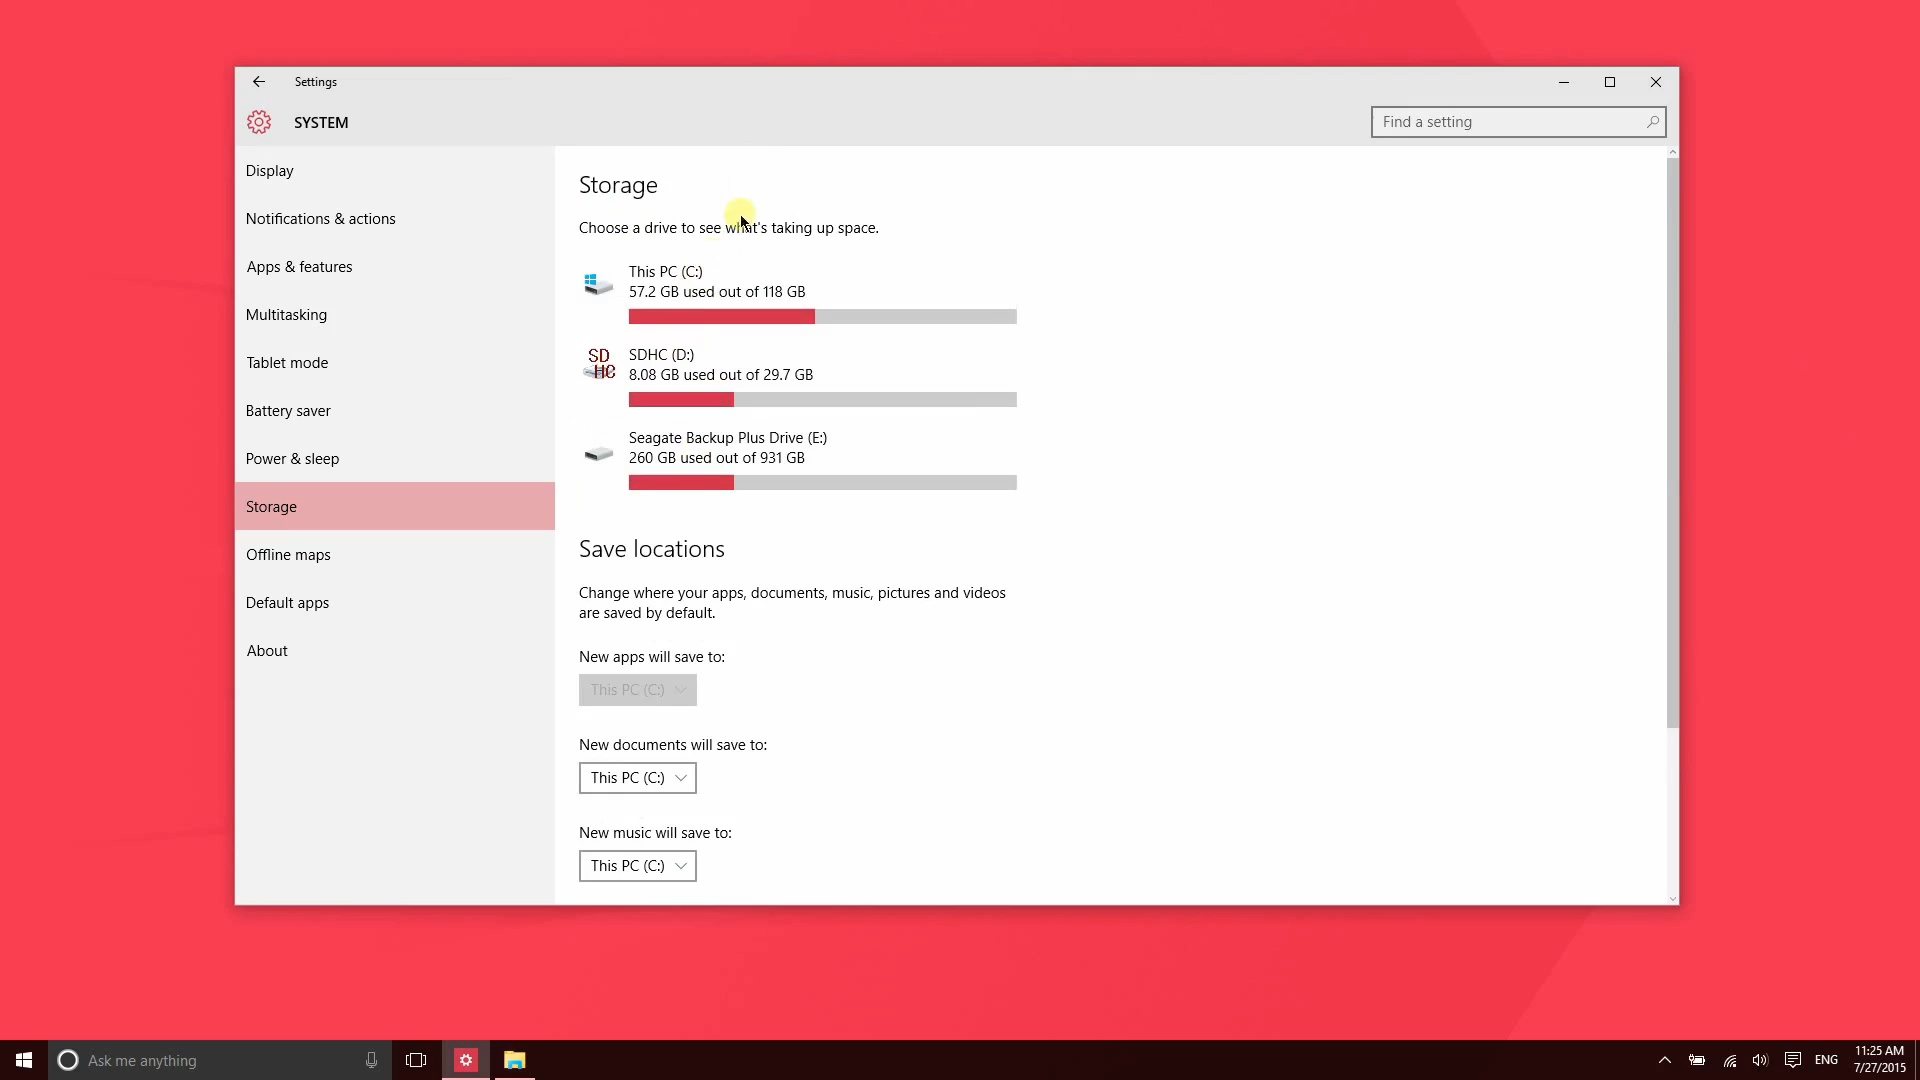 Settings
SYSTEM
Find a setting
Display
Notifications & actions
Apps & features
Multitasking
Tablet mode
Battery saver
Power & sleep
Storage
Offline maps
Default apps
About
Storage
Choose a drive to see what's taking up space.
This PC (C:)
57.2 GB used out of 118 GB
SD
HC
SDHC (D:)
8.08 GB used out of 29.7 GB
Seagate Backup Plus Drive (E:)
260 GB used out of 931 GB
Save locations
Change where your apps, documents, music, pictures and videos
are saved by default.
New apps will save to:
This PC (C:)
New documents will save to:
This PC (C:)
New music will save to:
This PC (C:)
Ask me anything
ENG
11:25 AM
7/27/2015